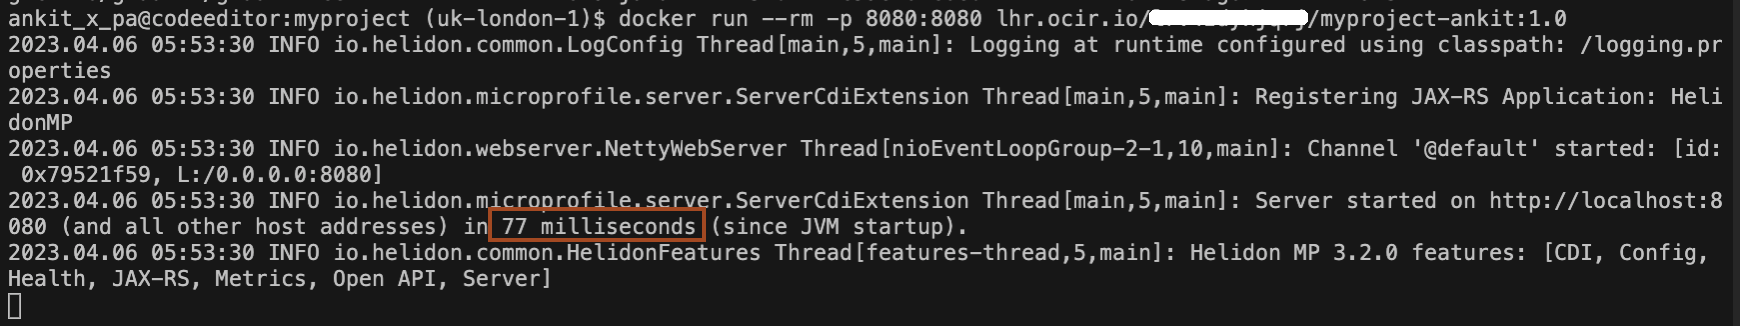 ankit_x_pa@codeeditor:myproject (uk-london-1)$ docker run --rm -p 8080:8080 lhr.ocir.io/ /myproject-ankit:1.0
2023.04.06 05:53:30 INFO io.helidon.common.LogConfig Thread[main,5,main]: Logging at runtime configured using classpath: /logging.pr
operties
2023.04.06 05:53:30 INFO io.helidon.microprofile.server.ServerCdiExtension Thread[main,5,main]: Registering JAX-RS Application: Heli
donMP
2023.04.06 05:53:30 INFO io.helidon.webserver.NettyWebServer Thread[nioEventLoopGroup-2-1,10,main]: Channel '@default' started: [id:
 0x79521f59, L:/0.0.0.0:8080]
2023.04.06 05:53:30 INFO io.helidon.microprofile.server.ServerCdiExtension Thread[main,5,main]: Server started on http://localhost:8
080 (and all other host addresses) in 77 milliseconds (since JVM startup).
2023.04.06 05:53:30 INFO io.helidon.common.HelidonFeatures Thread[features-thread,5,main]: Helidon MP 3.2.0 features: [CDI, Config,
Health, JAX-RS, Metrics, Open API, Server]